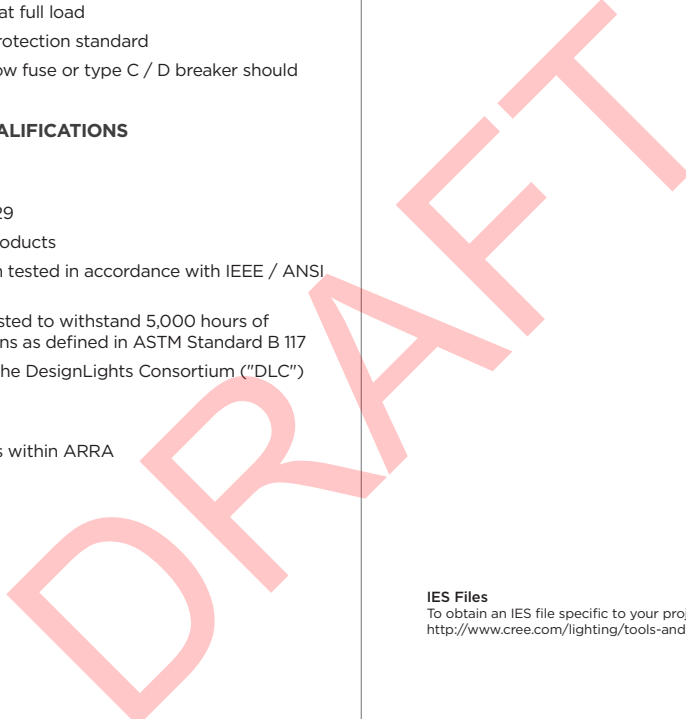 at full load
rotection standard
ow fuse or type C / D breaker should
ALIFICATIONS
29
oducts
n tested in accordance with IEEE / ANSI
sted to withstand 5,000 hours of
ns as defined in ASTM Standard B 117
he DesignLights Consortium ("DLC")
s within ARRA
DRAFT
IES Files
To obtain an IES file specific to your proj
http://www.cree.com/lighting/tools-and